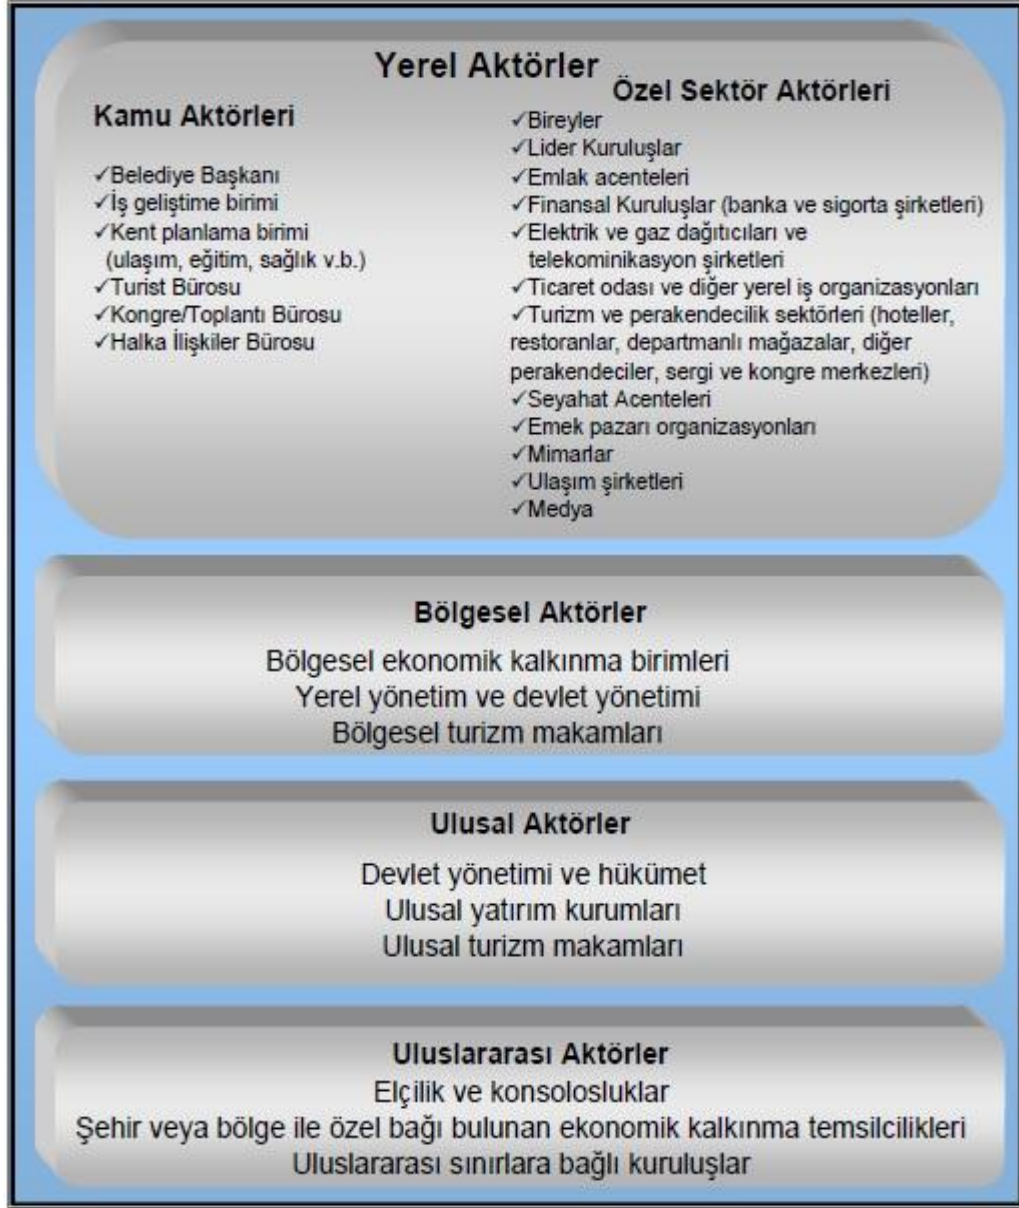 Yerel Aktörler
Kamu Aktörleri
✓Belediye Başkanı
✓İş geliştime birimi
✓Kent planlama birimi
(ulaşım, eğitim, sağlık v.b.)
✓Turist Bürosu
✓Kongre/Toplantı Bürosu
✓Halka İlişkiler Bürosu
Özel Sektör Aktörleri
✓Bireyler
✓Lider Kuruluşlar
✓Emlak acenteleri
✓Finansal Kuruluşlar (banka ve sigorta şirketleri)
✓Elektrik ve gaz dağıtıcıları ve
telekominikasyon şirketleri
✓Ticaret odası ve diğer yerel iş organizasyonları
✓Turizm ve perakendecilik sektörleri (hoteller,
restoranlar, departmanlı mağazalar, diğer
perakendeciler, sergi ve kongre merkezleri)
✓Seyahat Acenteleri
✓Emek pazarı organizasyonları
✓Mimarlar
✓Ulaşım şirketleri
✓Medya
Bölgesel Aktörler
Bölgesel ekonomik kalkınma birimleri
Yerel yönetim ve devlet yönetimi
Bölgesel turizm makamları
Ulusal Aktörler
Devlet yönetimi ve hükümet
Ulusal yatırım kurumları
Ulusal turizm makamları
Uluslararası Aktörler
Elçilik ve konsolosluklar
Şehir veya bölge ile özel bağı bulunan ekonomik kalkınma temsilcilikleri
Uluslararası sınırlara bağlı kuruluşlar